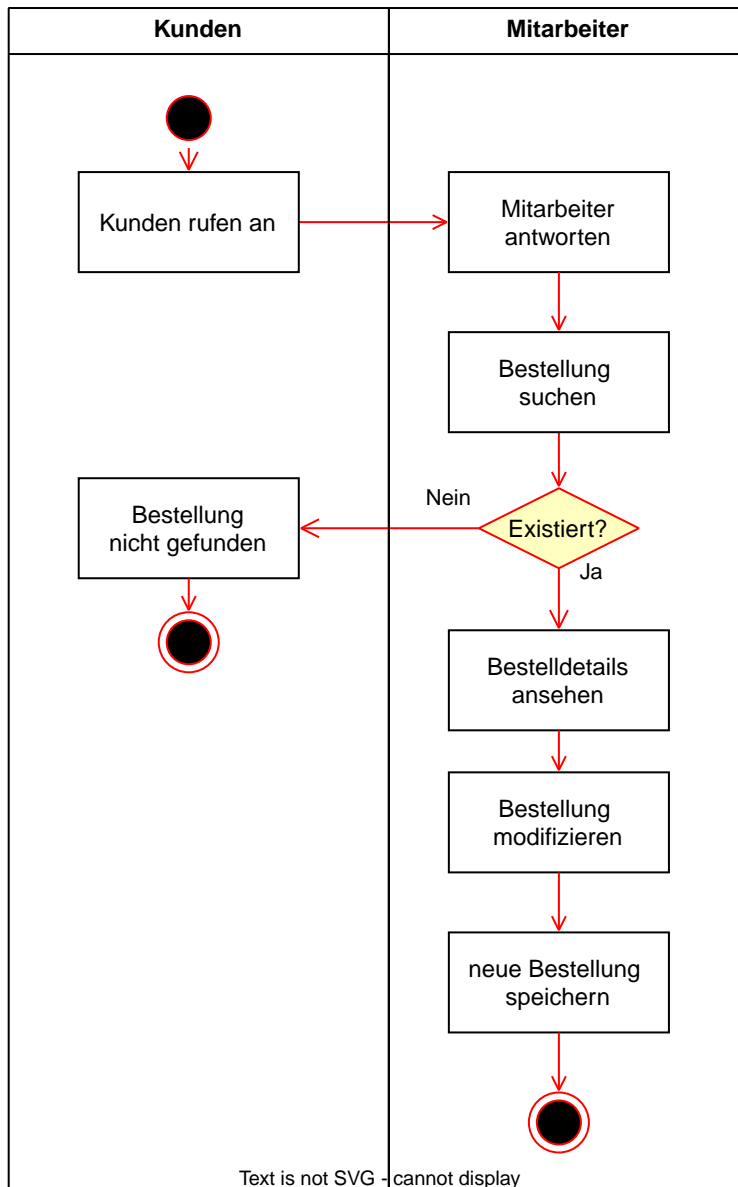 Kunden
Mitarbeiter
Kunden rufen an
Mitarbeiter
antworten
Bestellung
suchen
Nein
Existiert?
Bestellung
nicht gefunden
Ja
Bestelldetails
ansehen
Bestellung
modifizieren
neue Bestellung
speichern
Text is not SVG - cannot display